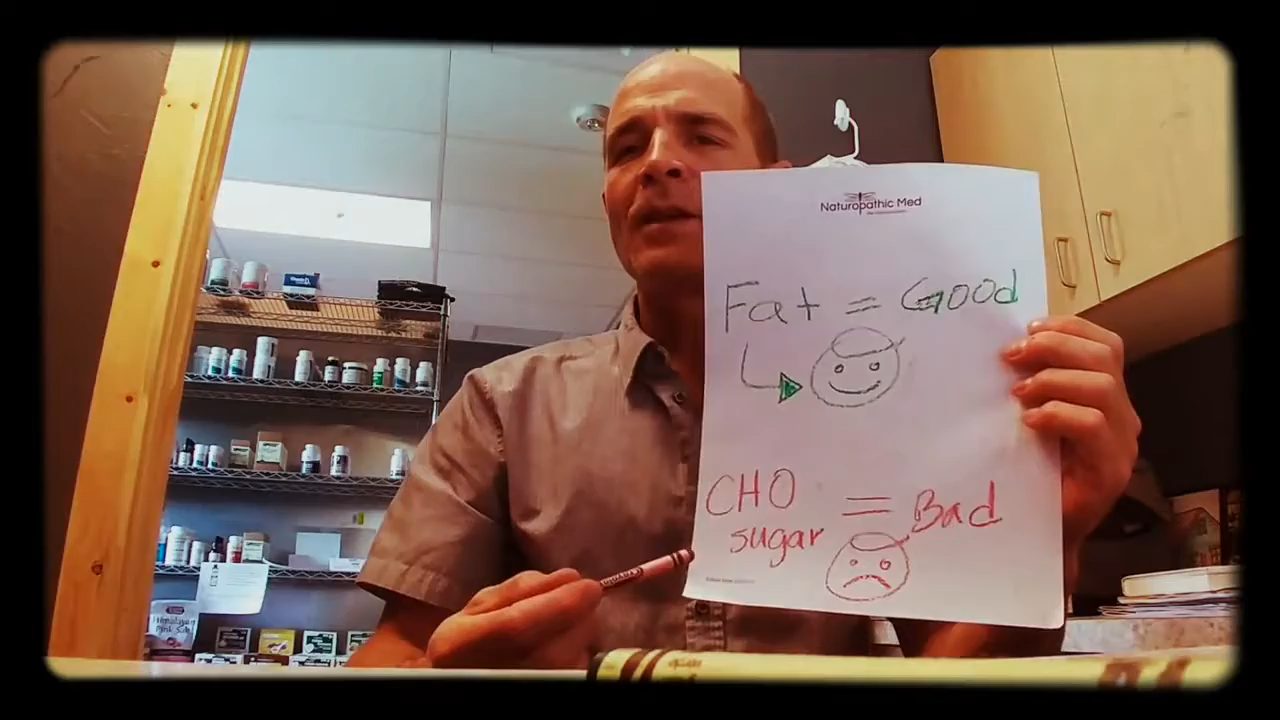 Naturopathic Med
Fat = Good
CHO = Bad
sugar
Himalayan
Pink Salt